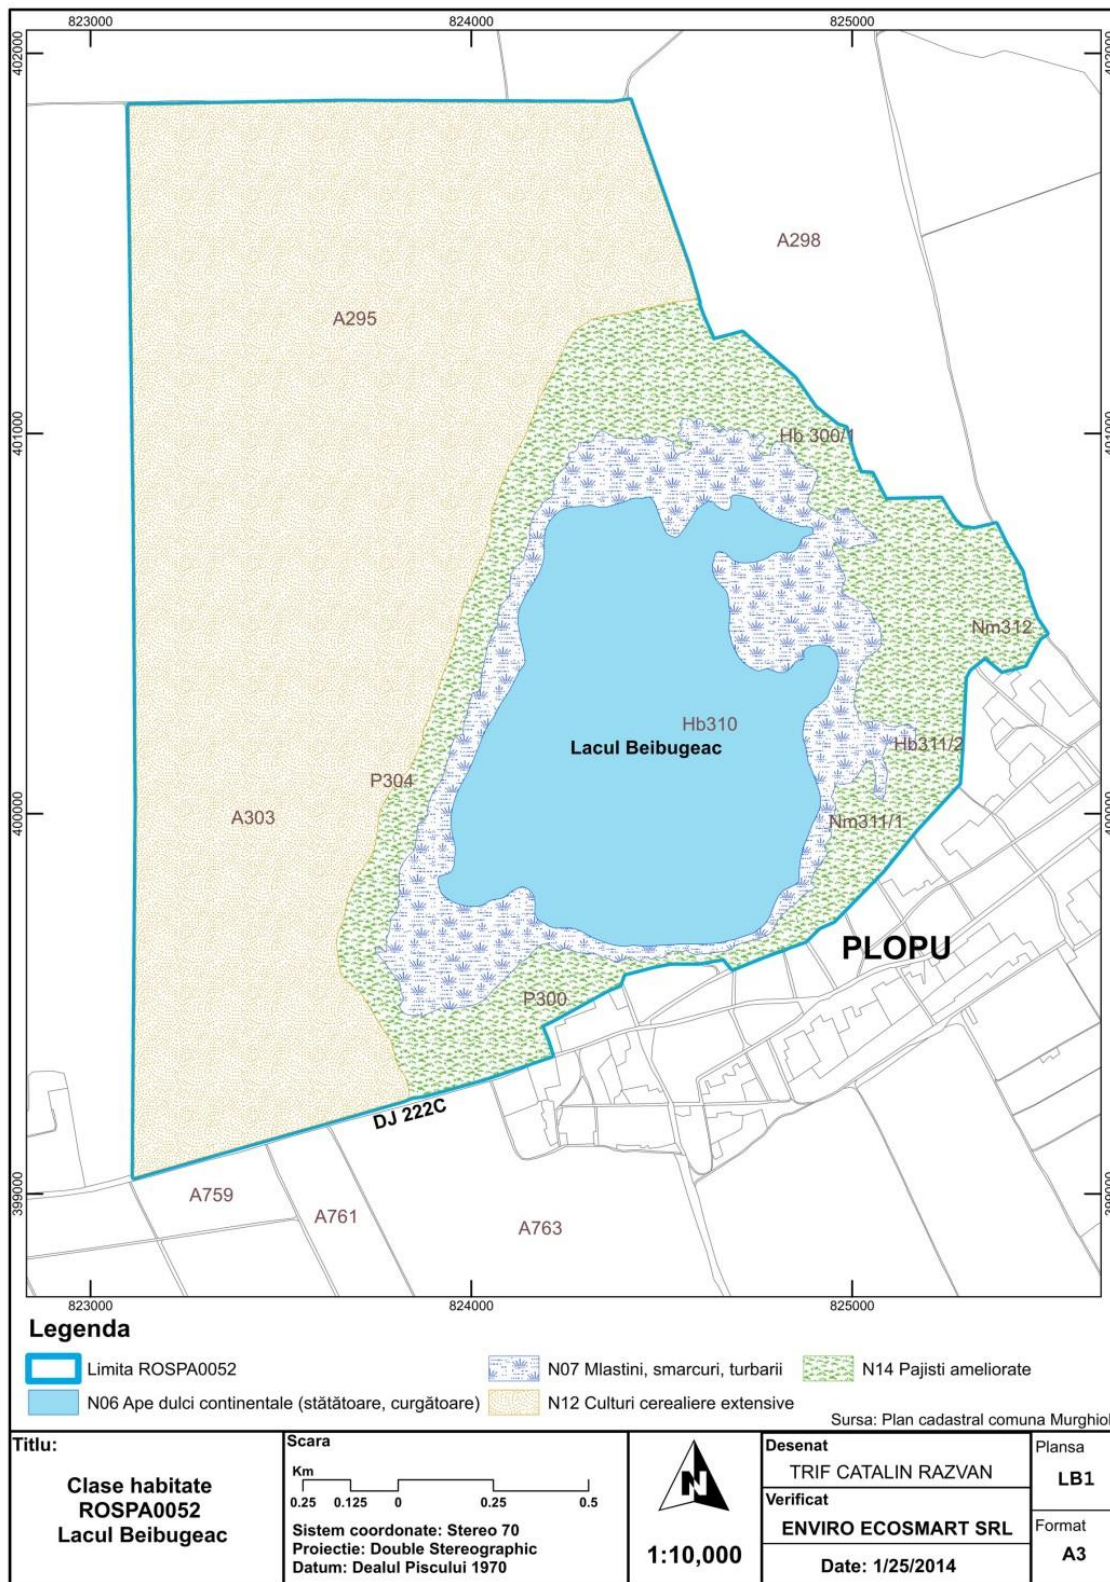 823000 824000 825000
402000
402000
A298
A295
401000
401000
Hb 300/1
Nm312
Hb310
Lacul Beibugeac
Hb311/2
P304
400000
400000
A303
Nm311/1
PLOPU
P300
DJ 222C
399000
399000
A759
A761
A763
823000 824000 825000
Legenda
Limita ROSPA0052
N07 Mlastini, smarcuri, turbarii
N14 Pajisti ameliorate
N06 Ape dulci continentale (stătătoare, curgătoare)
N12 Culturi cerealiere extensive
Sursa: Plan cadastral comuna Murghiol
Titlu:
Clase habitate
ROSPA0052
Lacul Beibugeac
Scara
Km
0.25 0.125 0 0.25 0.5
Sistem coordonate: Stereo 70
Proiectie: Double Stereographic
Datum: Dealul Piscului 1970
N
1:10,000
Desenat
TRIF CATALIN RAZVAN
Verificat
ENVIRO ECOSMART SRL
Date: 1/25/2014
Plansa
LB1
Format
A3